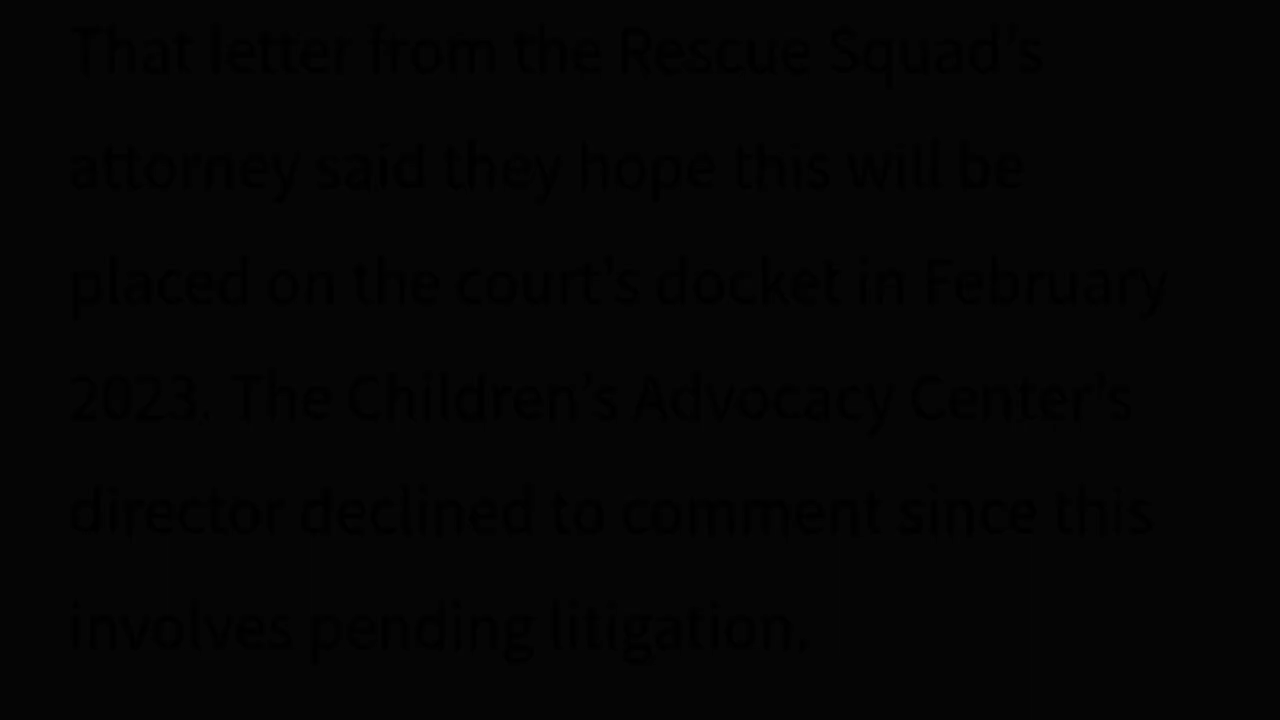 That letter from the Rescue Squad’s
attorney said they hope this will be
placed on the court's docket in February
2023. The Children’s Advocacy Center's
director declined to comment since this
involves pending litigation.